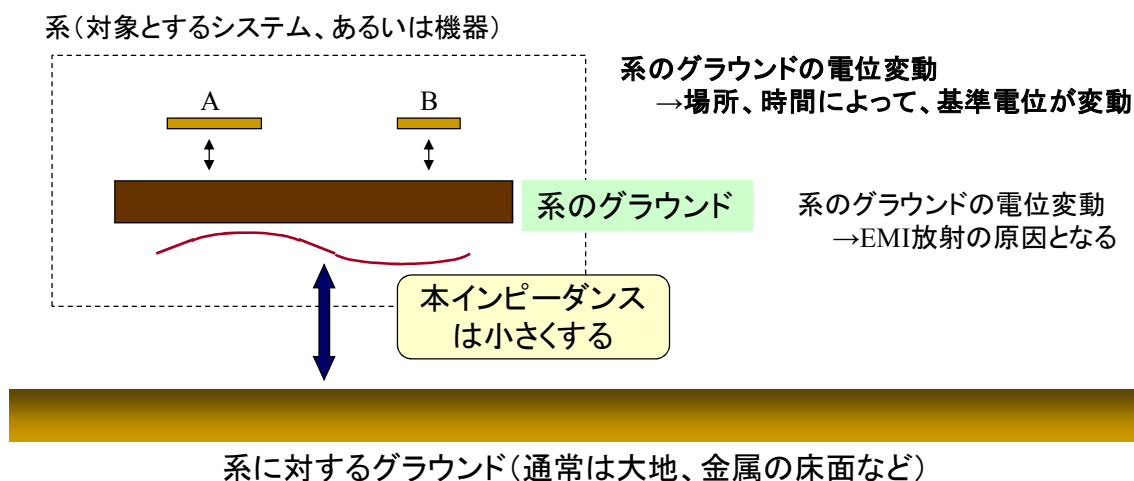 系（対象とするシステム、あるいは機器）
系のグラウンドの電位変動
→場所、時間によって、基準電位が変動
A
B
系のグラウンド
系のグラウンドの電位変動
→EMI放射の原因となる
本インピーダンス
は小さくする
系に対するグラウンド（通常は大地、金属の床面など）